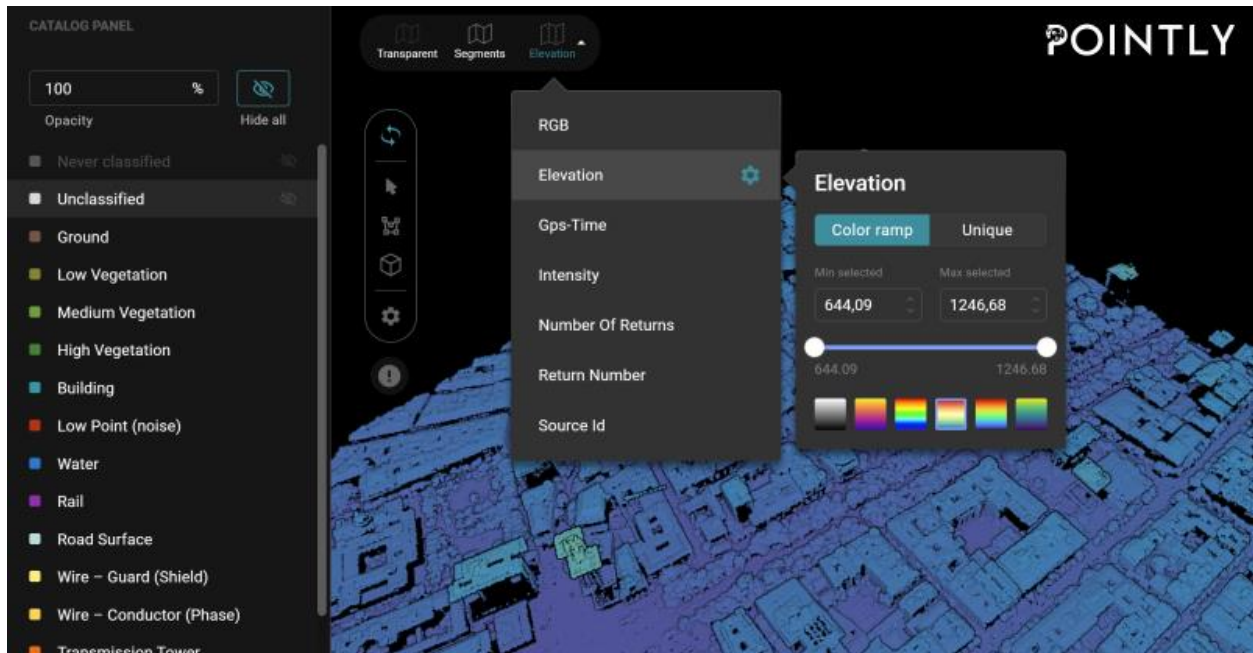 CATALOG PANEL
Transparent
Segments
Elevation
POINTLY
100 %
Opacity
Hide all
Never classified
Unclassified
Ground
Low Vegetation
Medium Vegetation
High Vegetation
Building
Low Point (noise)
Water
Rail
Road Surface
Wire – Guard (Shield)
Wire – Conductor (Phase)
Transmission Tower
RGB
Elevation
Gps-Time
Intensity
Number Of Returns
Return Number
Source Id
Elevation
Color ramp
Unique
Min selected
Max selected
644,09
1246,68
644.09
1246.68